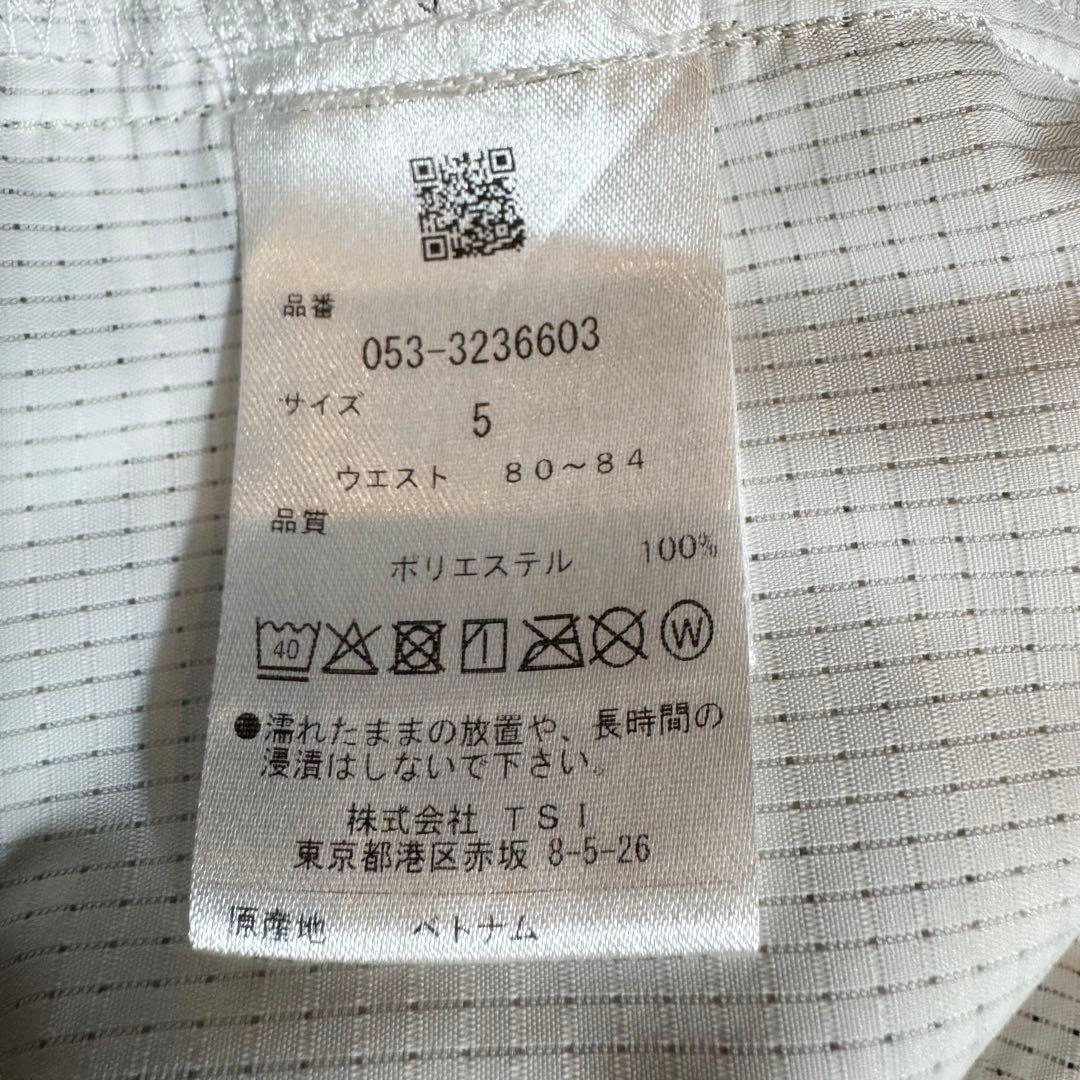 品番
053-3236603
サイズ
5
ウエスト 80～84
品質
ポリエステル 100%
40
W
●濡れたままの放置や、長時間の
浸漬はしないで下さい。
株式会社 TSI
東京都港区赤坂 8-5-26
原産地 ベトナム